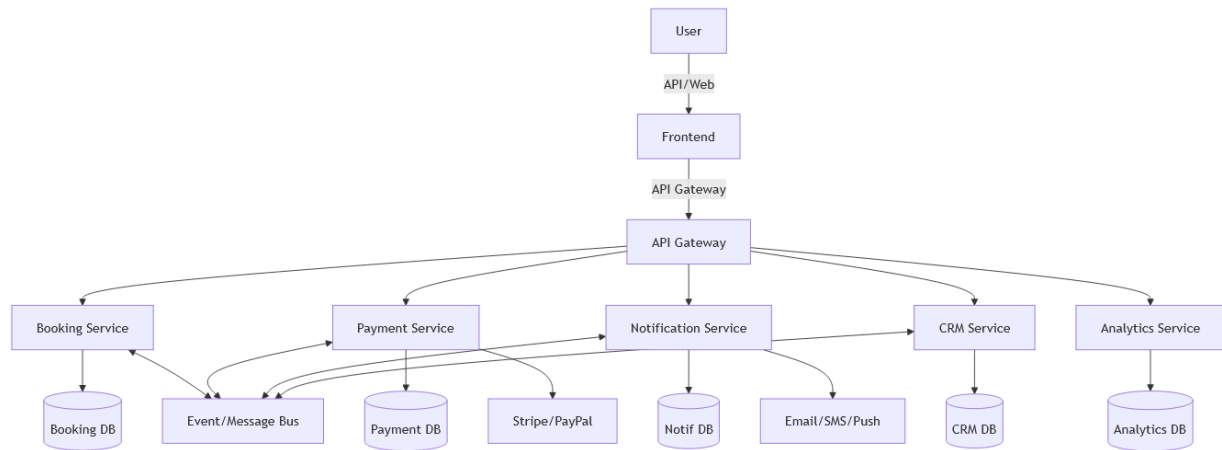 User
API/Web
Frontend
API Gateway
API Gateway
Booking Service
Payment Service
Notification Service
CRM Service
Analytics Service
Booking DB
Event/Message Bus
Payment DB
Stripe/PayPal
Notif DB
Email/SMS/Push
CRM DB
Analytics DB